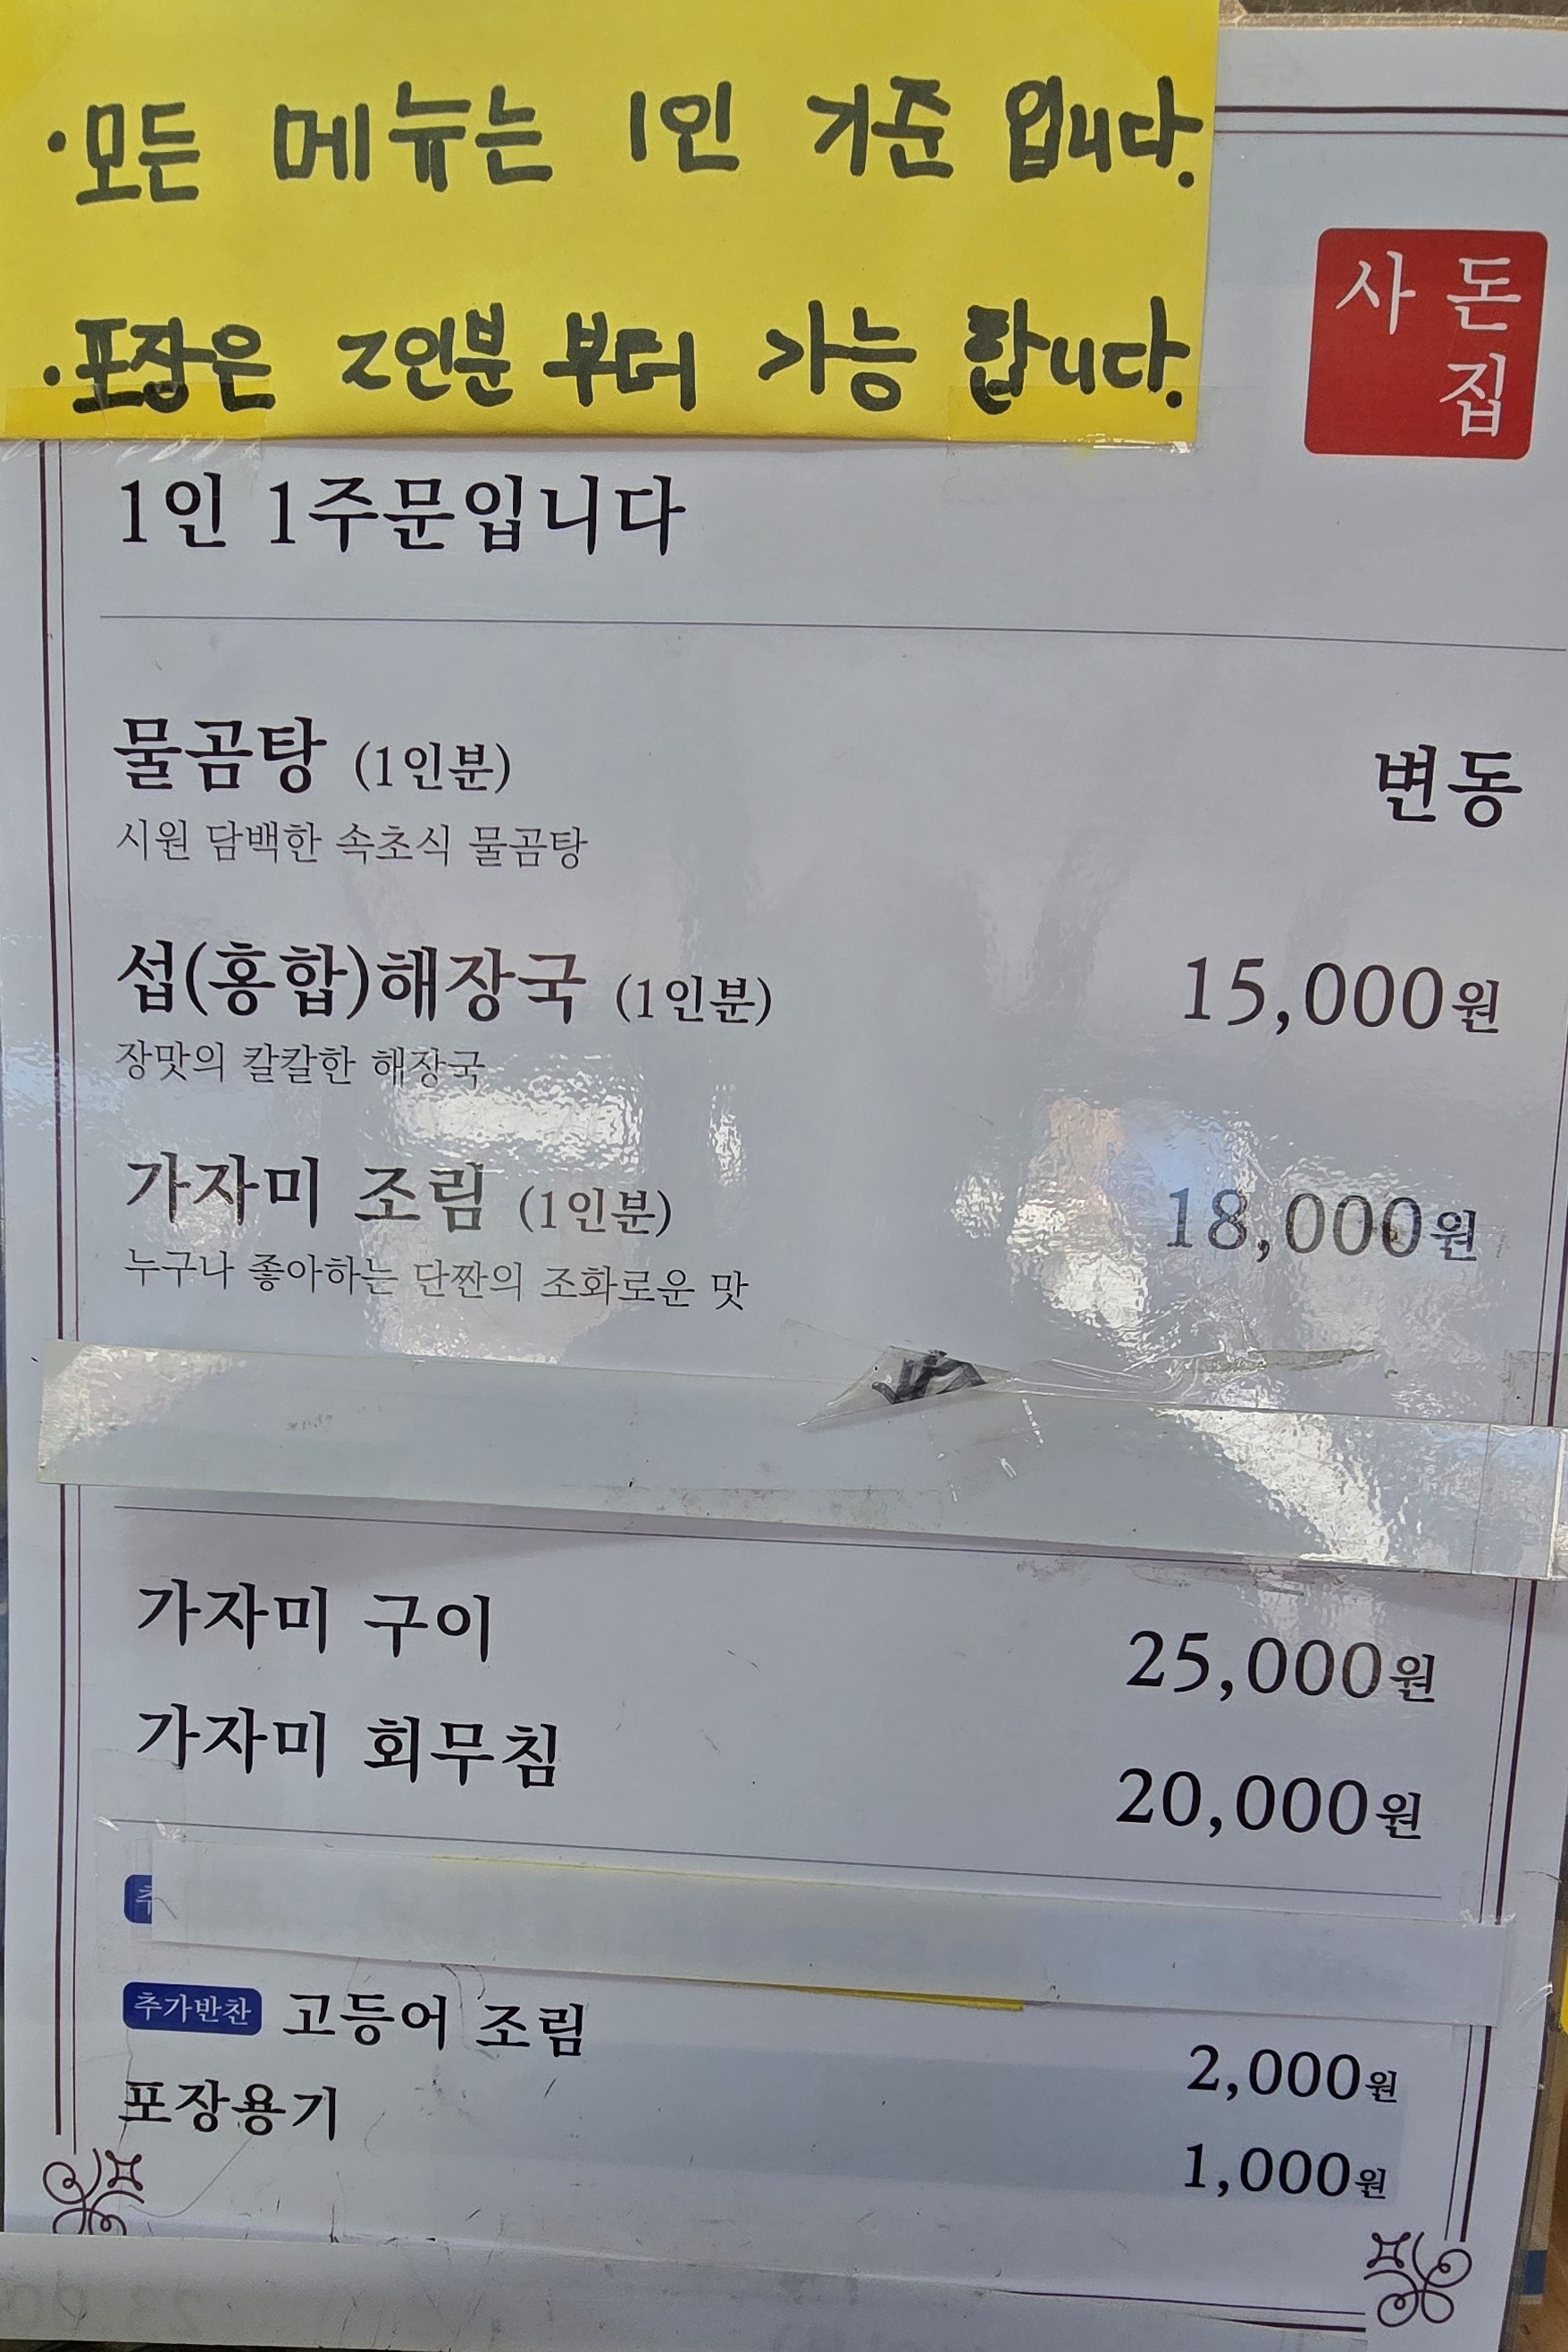 ·모든 메뉴는 1인 기준 입니다.
·포장은 2인분 부터 가능 합니다.
사돈
집
1인 1주문입니다
물곰탕 (1인분) 변동
시원 담백한 속초식 물곰탕
섭(홍합)해장국 (1인분) 15,000원
장맛의 칼칼한 해장국
가자미 조림 (1인분) 18,000원
누구나 좋아하는 단짠의 조화로운 맛
가자미 구이 25,000원
가자미 회무침 20,000원
추가반찬 고등어 조림 2,000원
포장용기 1,000원